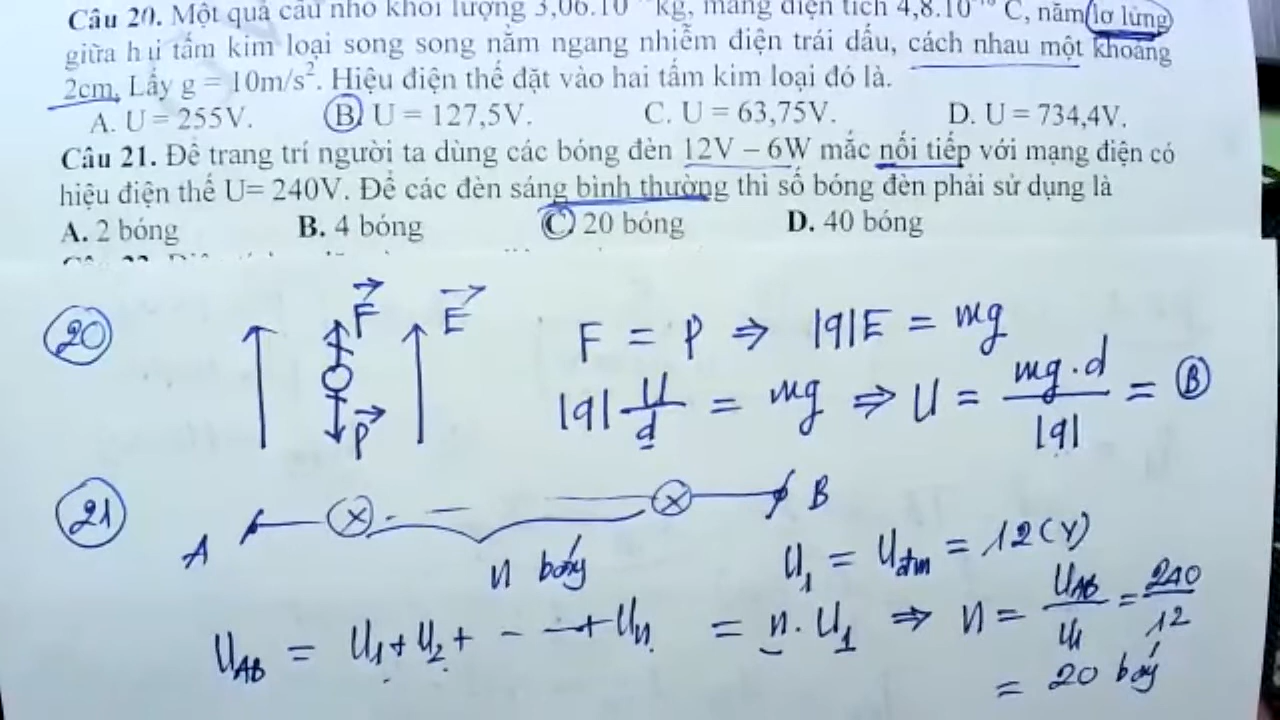 Câu 20. Một quả cầu nhỏ khối lượng 3,06.10 kg, mang điện tích 4,8.10 C, nằm lơ lửng
giữa hai tấm kim loại song song nằm ngang nhiễm điện trái dấu, cách nhau một khoảng
2cm. Lấy g = 10m/s². Hiệu điện thế đặt vào hai tấm kim loại đó là.
A. U = 255V. B. U = 127,5V. C. U = 63,75V. D. U = 734,4V.
Câu 21. Để trang trí người ta dùng các bóng đèn 12V – 6W mắc nối tiếp với mạng điện có
hiệu điện thế U= 240V. Để các đèn sáng bình thường thì số bóng đèn phải sử dụng là
A. 2 bóng B. 4 bóng C. 20 bóng D. 40 bóng
20 F⃗ E⃗ P⃗
F = P ⇒ |q|E = mg
|q| U/d = mg ⇒ U = mg.d/|q| = B
21 A B
n bóng
U₁ = Uđm = 12 (V)
U_AB = U₁ + U₂ + - - + Uₙ = n. U₁ ⇒ n = U_AB/U₁ = 240/12
= 20 bóng